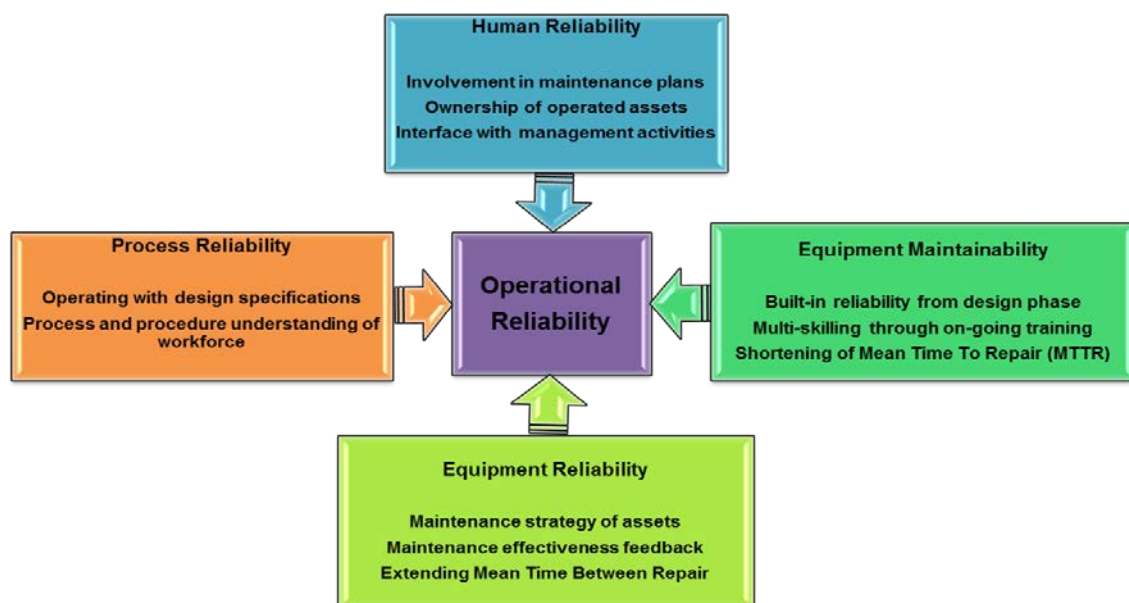 Human Reliability
Involvement in maintenance plans
Ownership of operated assets
Interface with management activities
Process Reliability
Operating with design specifications
Process and procedure understanding of
workforce
Operational
Reliability
Equipment Maintainability
Built-in reliability from design phase
Multi-skilling through on-going training
Shortening of Mean Time To Repair (MTTR)
Equipment Reliability
Maintenance strategy of assets
Maintenance effectiveness feedback
Extending Mean Time Between Repair